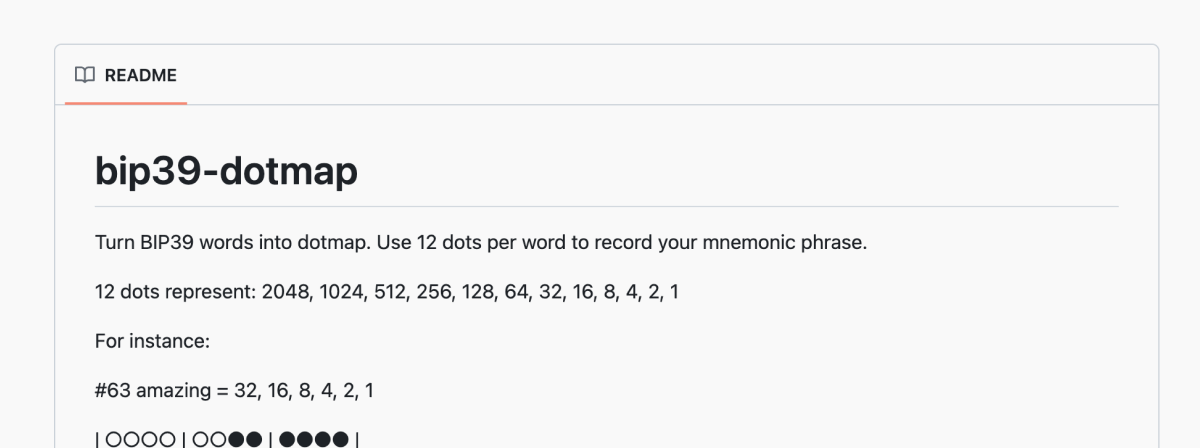 README
bip39-dotmap
Turn BIP39 words into dotmap. Use 12 dots per word to record your mnemonic phrase.
12 dots represent: 2048, 1024, 512, 256, 128, 64, 32, 16, 8, 4, 2, 1
For instance:
#63 amazing = 32, 16, 8, 4, 2, 1
| ○○○○ | ○○●● | ●●●● |